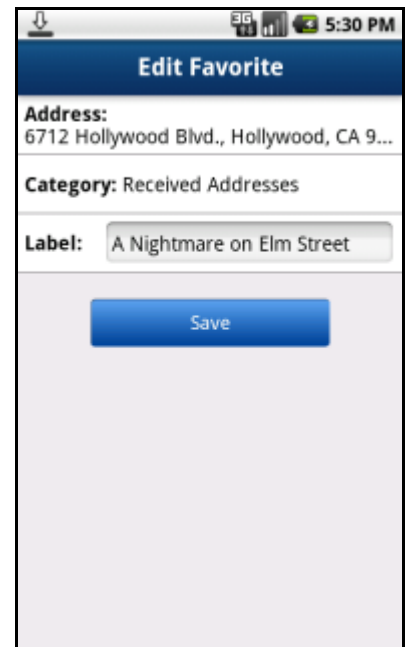 3G 5:30 PM
Edit Favorite
Address:
6712 Hollywood Blvd., Hollywood, CA 9...
Category: Received Addresses
Label: A Nightmare on Elm Street
Save